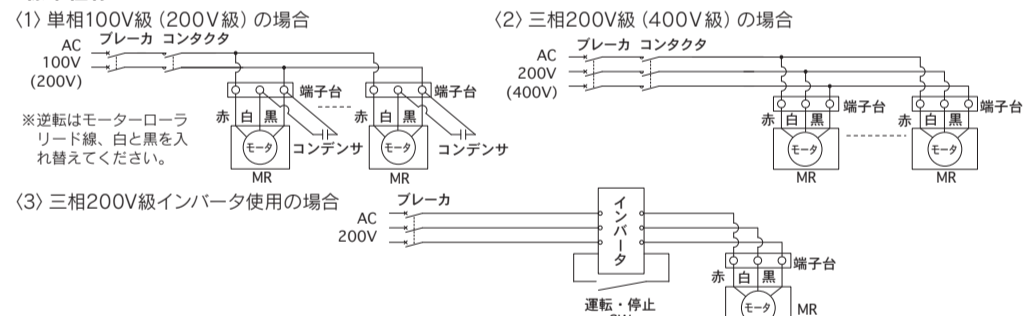 〈1〉単相100V級（200V級）の場合
AC
100V
(200V)
ブレーカ コンタクタ
端子台
端子台
赤 白 黒
赤 白 黒
モータ
コンデンサ
モータ
コンデンサ
MR
MR
※逆転はモーターローラ
リード線、白と黒を入
れ替えてください。
〈2〉三相200V級（400V級）の場合
AC
200V
(400V)
ブレーカ コンタクタ
端子台
端子台
赤 白 黒
赤 白 黒
モータ
モータ
MR
MR
〈3〉三相200V級インバータ使用の場合
AC
200V
ブレーカ
インバータ
運転・停止
端子台
赤 白 黒
モータ
MR